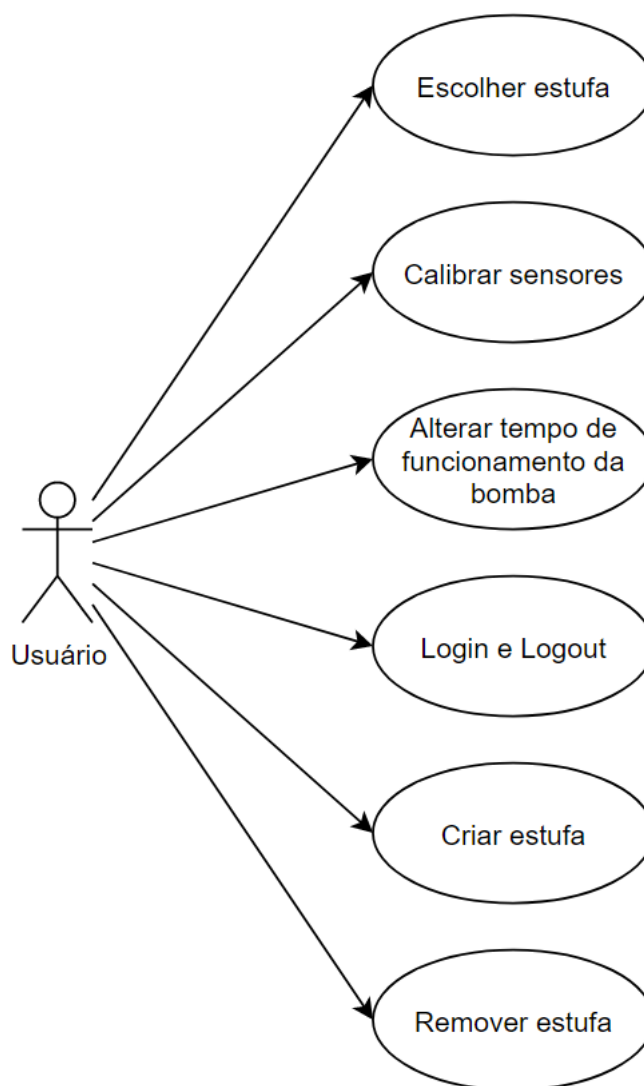 Escolher estufa
Calibrar sensores
Alterar tempo de
funcionamento da
bomba
Usuário
Login e Logout
Criar estufa
Remover estufa